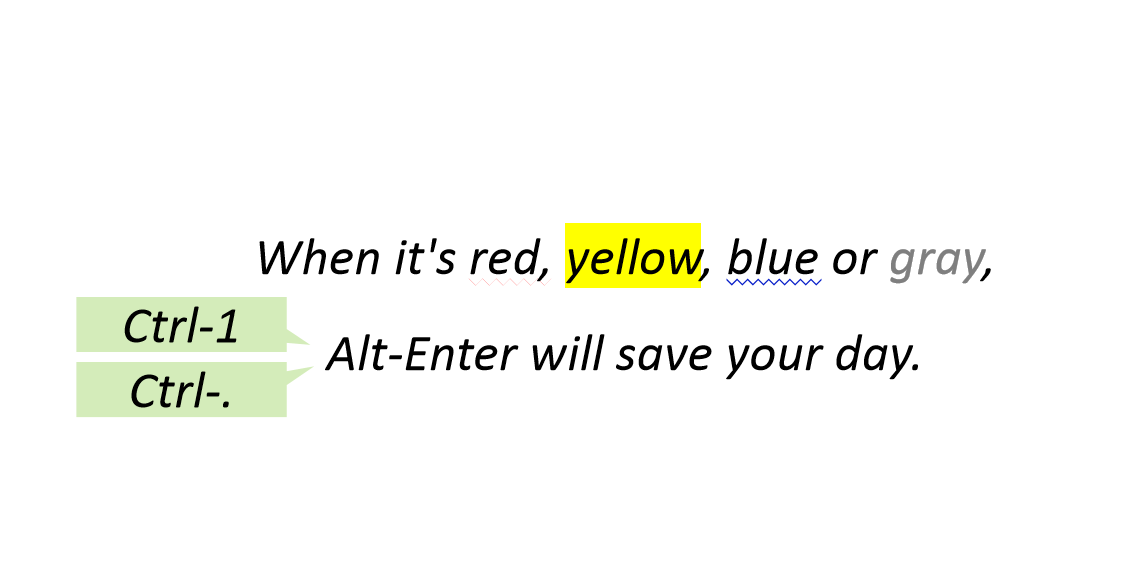 When it's red, yellow, blue or gray,
Ctrl-1
Alt-Enter will save your day.
Ctrl-.